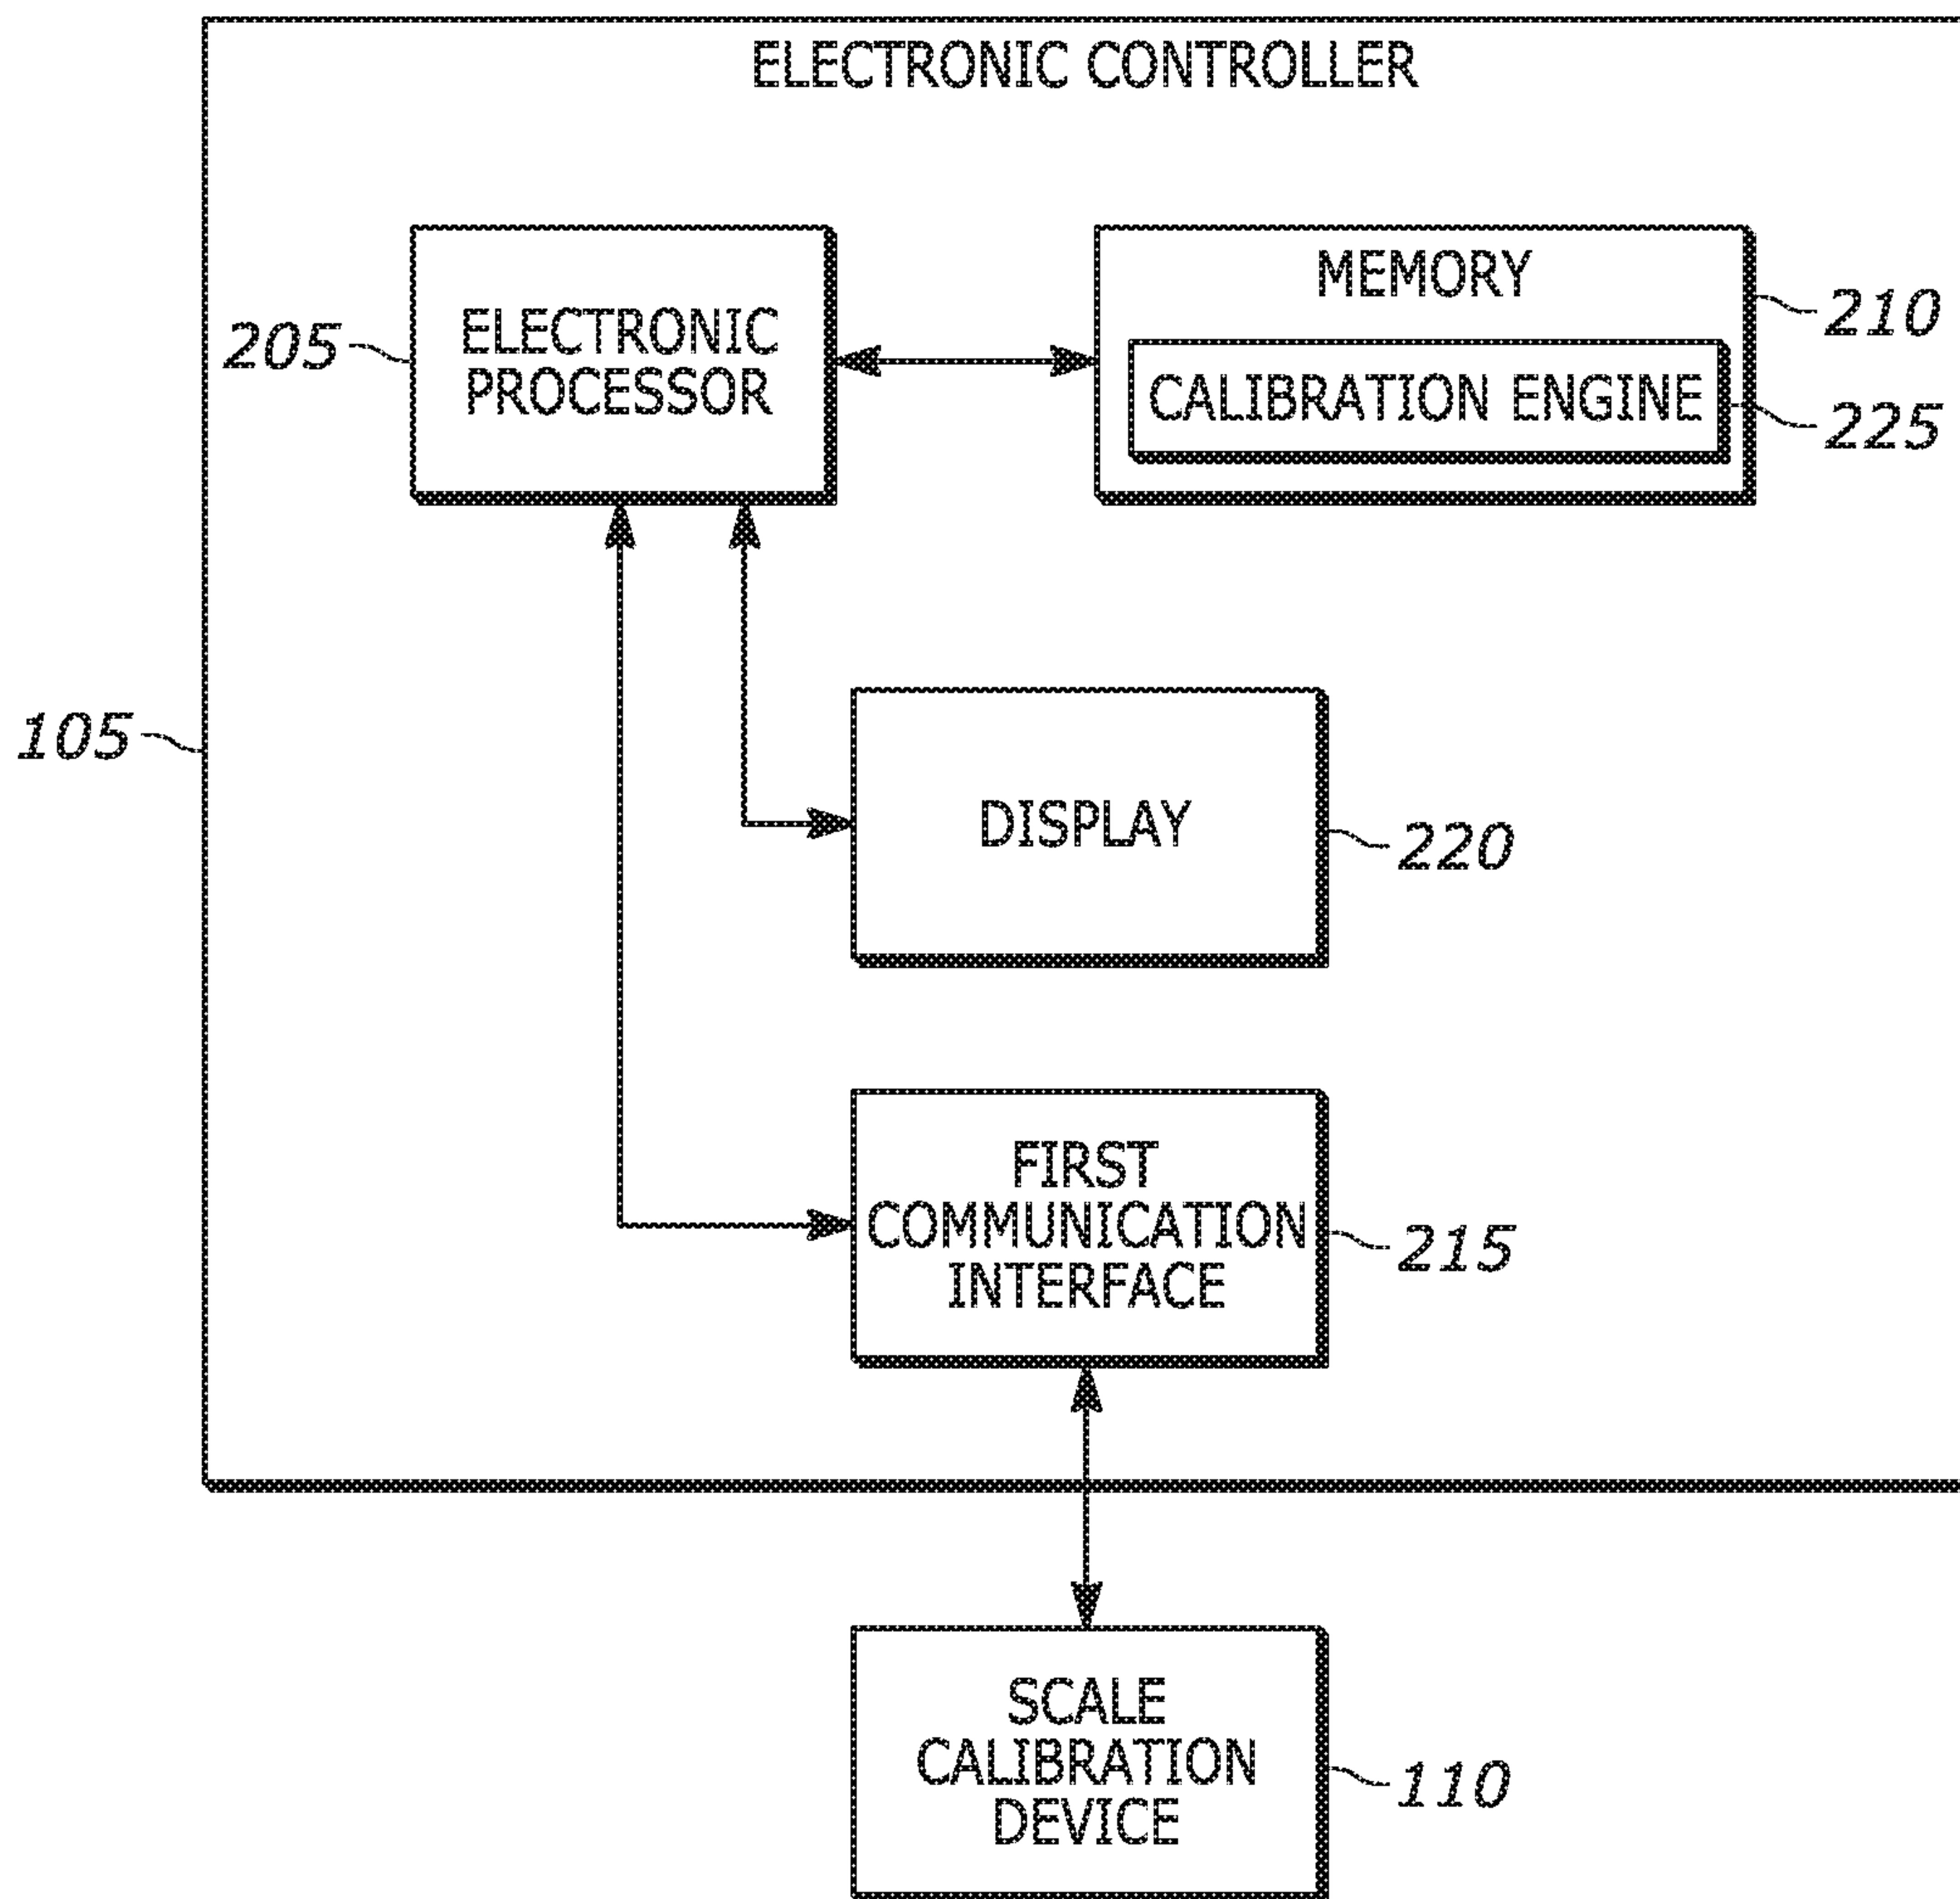 ELECTRONIC CONTROLLER
ELECTRONIC
PROCESSOR
205
MEMORY
210
CALIBRATION ENGINE
225
105
DISPLAY
220
FIRST
COMMUNICATION
INTERFACE
215
SCALE
CALIBRATION
DEVICE
110